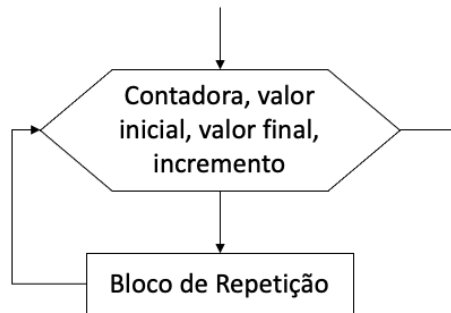 Contadora, valor
inicial, valor final,
incremento
Bloco de Repetição